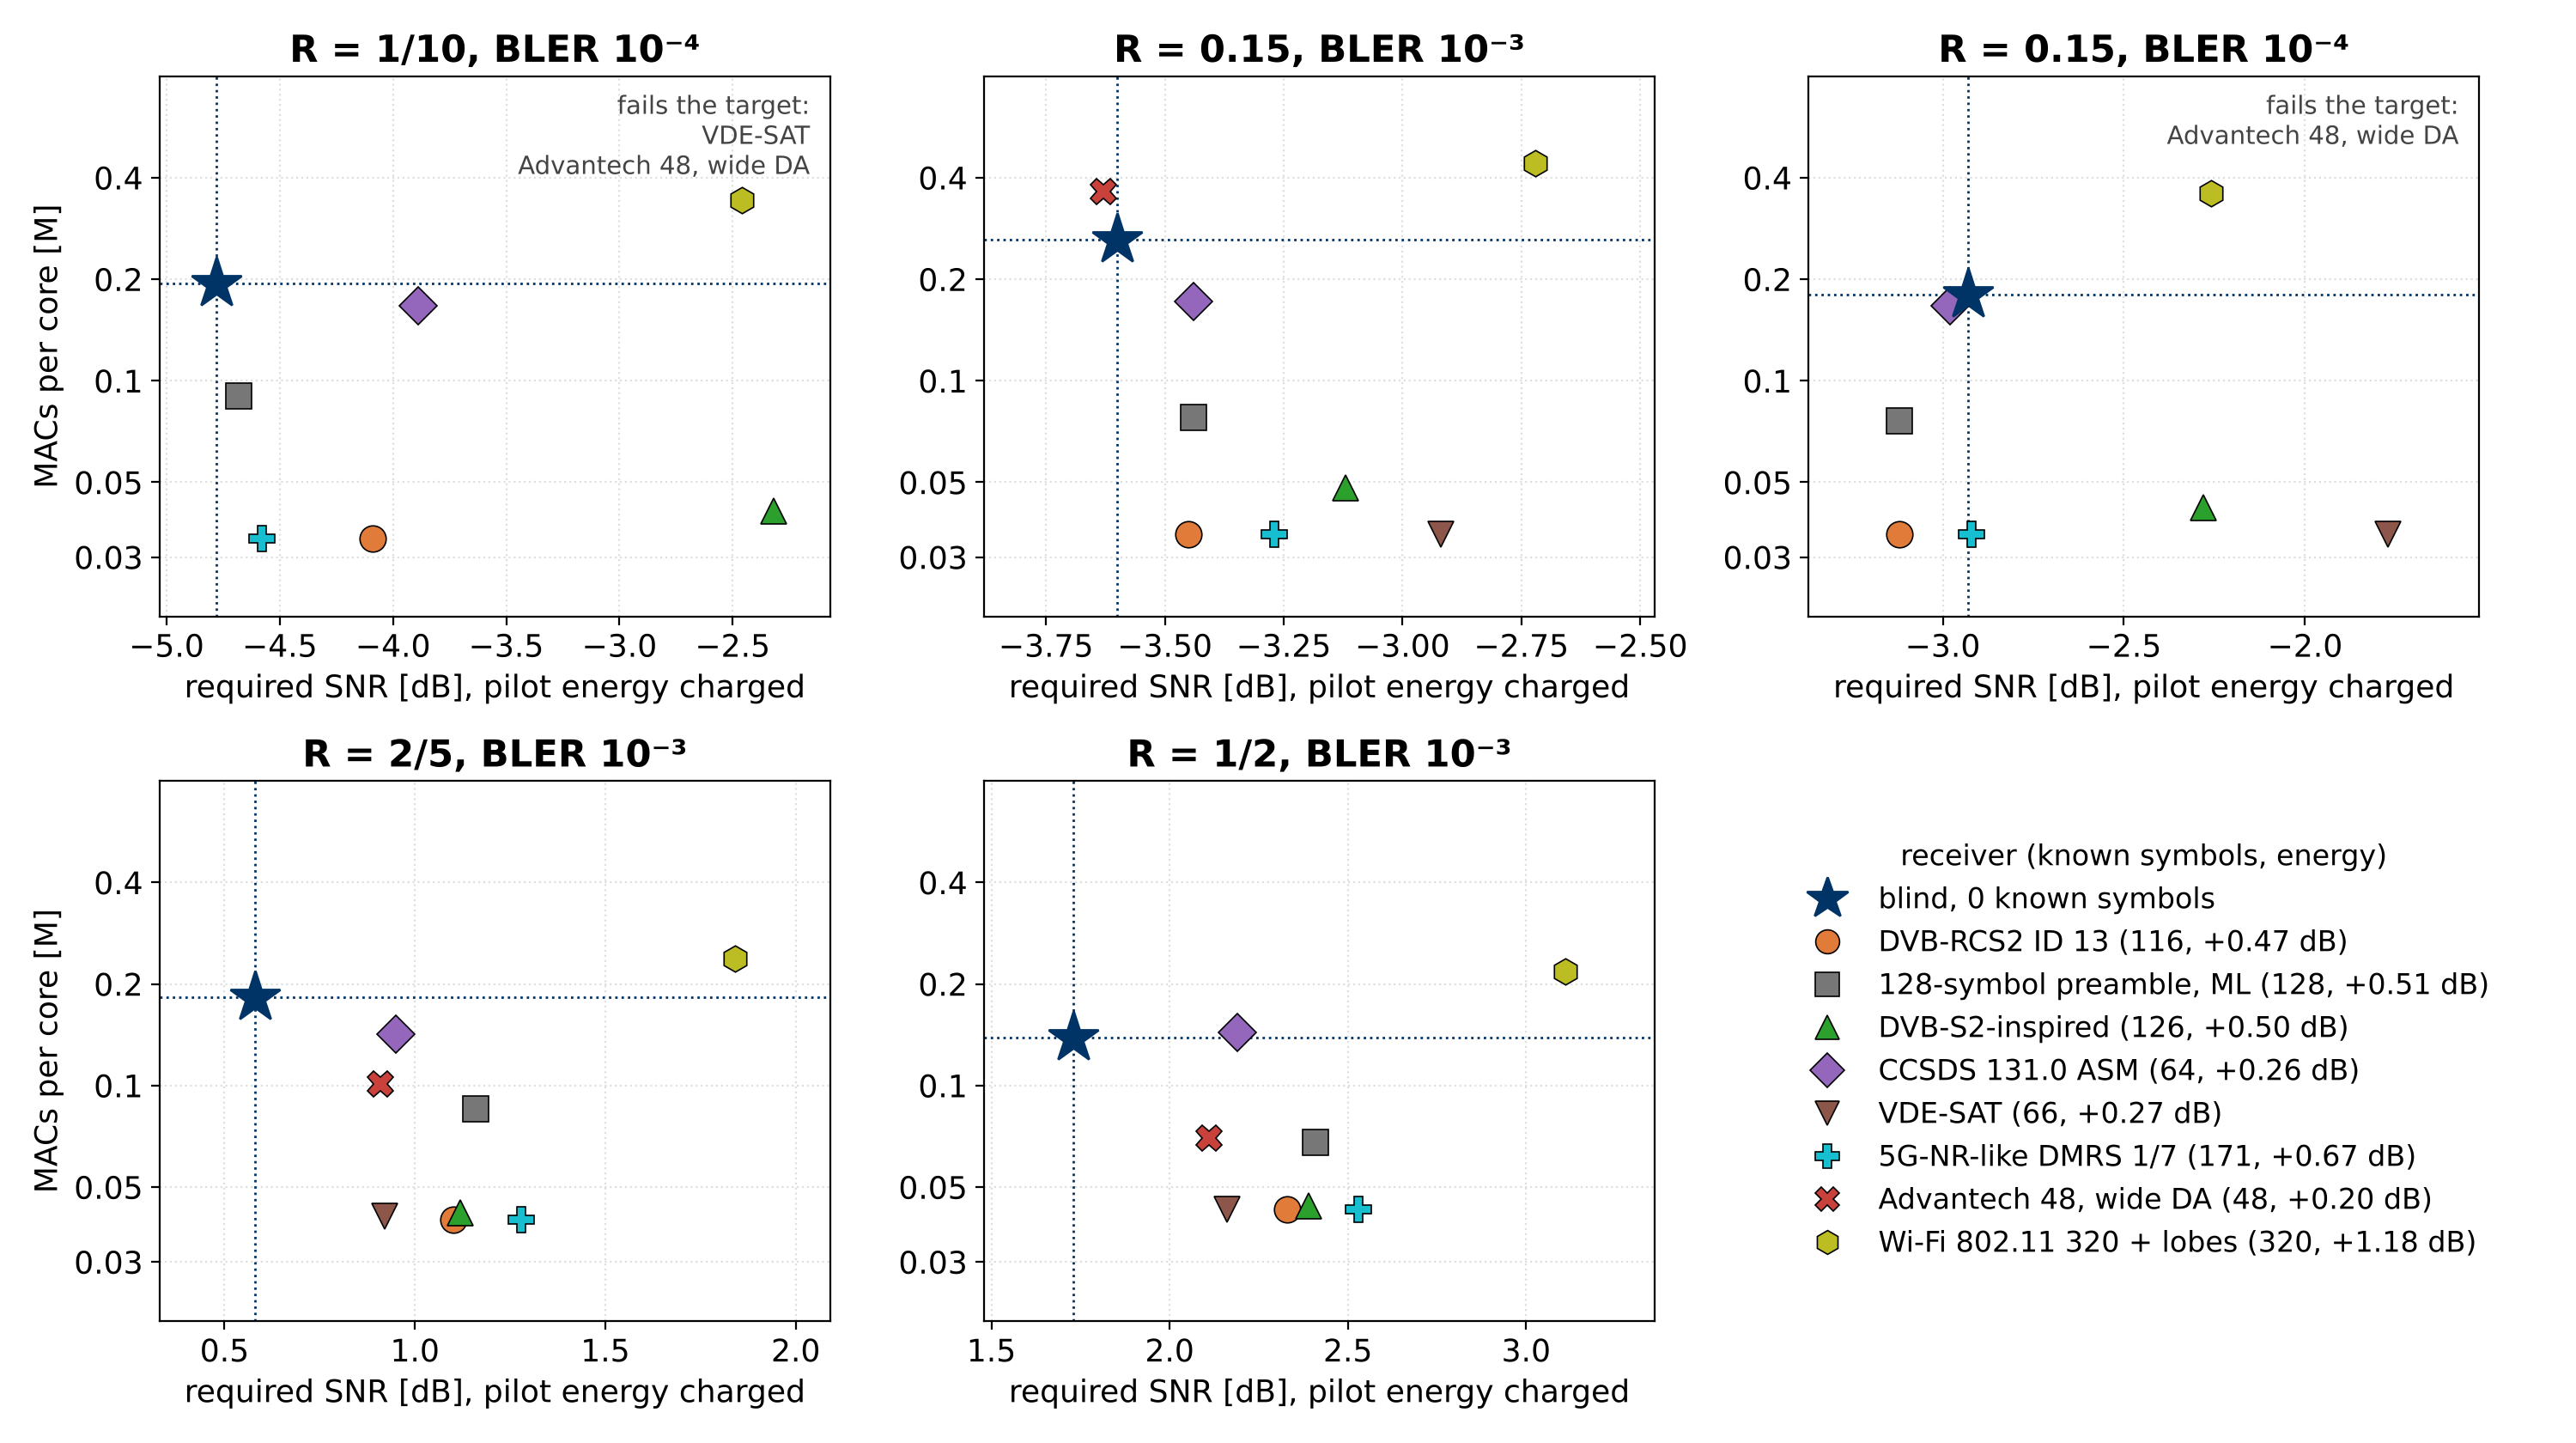 R = 1/10, BLER 10⁻⁴
fails the target:
VDE-SAT
Advantech 48, wide DA
MACs per core [M]
0.4
0.2
0.1
0.05
0.03
−5.0 −4.5 −4.0 −3.5 −3.0 −2.5
required SNR [dB], pilot energy charged
R = 0.15, BLER 10⁻³
0.4
0.2
0.1
0.05
0.03
−3.75 −3.50 −3.25 −3.00 −2.75 −2.50
required SNR [dB], pilot energy charged
R = 0.15, BLER 10⁻⁴
fails the target:
Advantech 48, wide DA
0.4
0.2
0.1
0.05
0.03
−3.0 −2.5 −2.0
required SNR [dB], pilot energy charged
R = 2/5, BLER 10⁻³
MACs per core [M]
0.4
0.2
0.1
0.05
0.03
0.5 1.0 1.5 2.0
required SNR [dB], pilot energy charged
R = 1/2, BLER 10⁻³
0.4
0.2
0.1
0.05
0.03
1.5 2.0 2.5 3.0
required SNR [dB], pilot energy charged
receiver (known symbols, energy)
blind, 0 known symbols
DVB-RCS2 ID 13 (116, +0.47 dB)
128-symbol preamble, ML (128, +0.51 dB)
DVB-S2-inspired (126, +0.50 dB)
CCSDS 131.0 ASM (64, +0.26 dB)
VDE-SAT (66, +0.27 dB)
5G-NR-like DMRS 1/7 (171, +0.67 dB)
Advantech 48, wide DA (48, +0.20 dB)
Wi-Fi 802.11 320 + lobes (320, +1.18 dB)